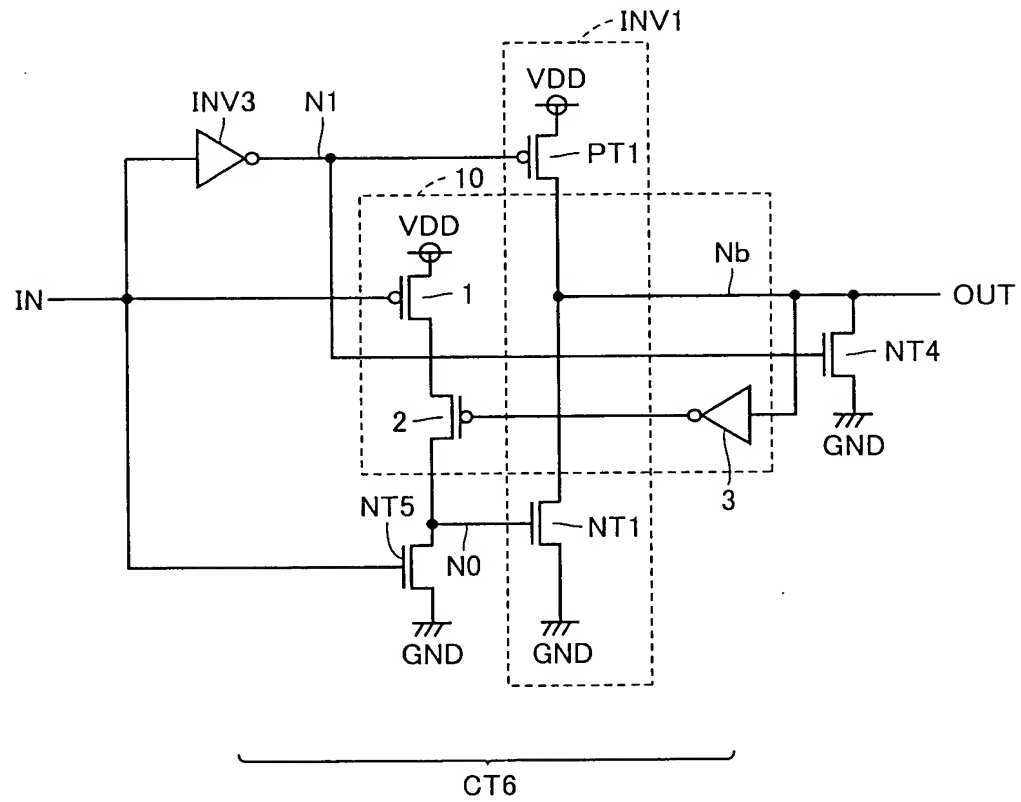 INV1
VDD
INV3
N1
PT1
10
VDD
Nb
IN
1
OUT
NT4
2
GND
3
NT5
NT1
N0
GND
GND
CT6